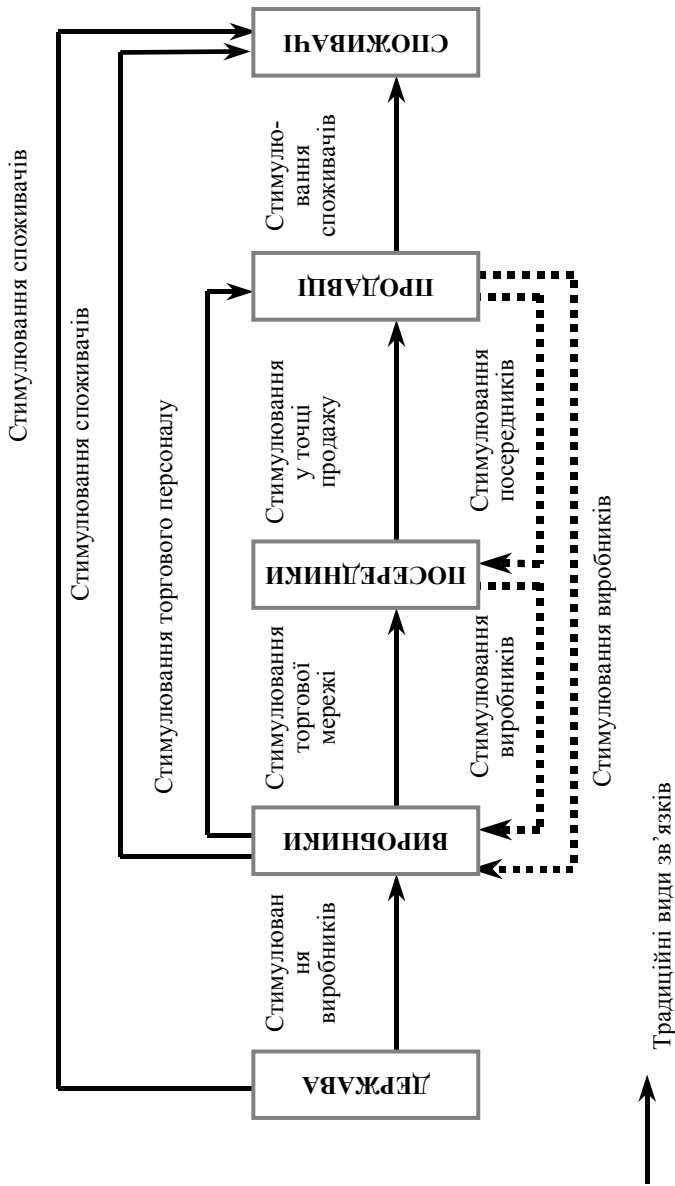 Стимулювання споживачів
Стимулювання споживачів
Стимулювання торгового персоналу
ДЕРЖАВА
Стимулюван
ня
виробників
ВИРОБНИКИ
Стимулювання
торгової
мережі
ПОСЕРЕДНИКИ
Стимулювання
у точці
продажу
ПРОДАВЦІ
Стимулю-
вання
споживачів
СПОЖИВАЧІ
Стимулювання
виробників
Стимулювання
посередників
Стимулювання виробників
Традиційні види зв’язків